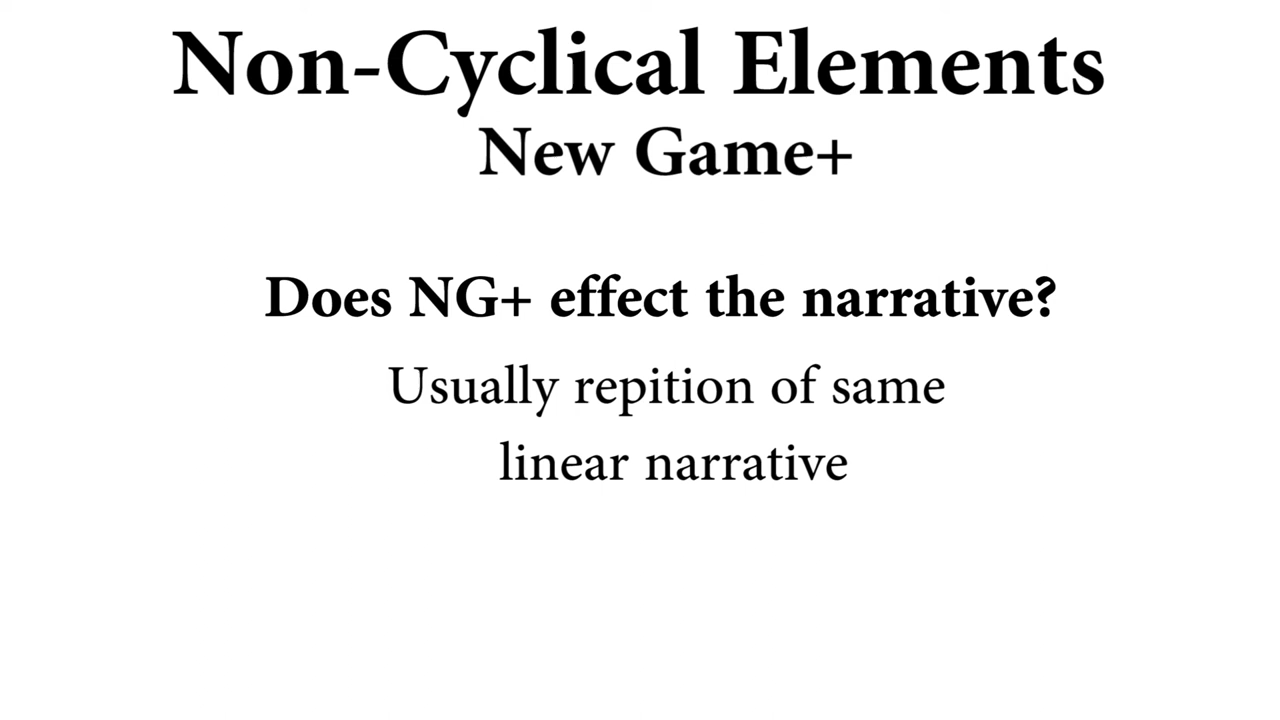 Non-Cyclical Elements
New Game+
Does NG+ effect the narrative?
Usually repition of same
linear narrative